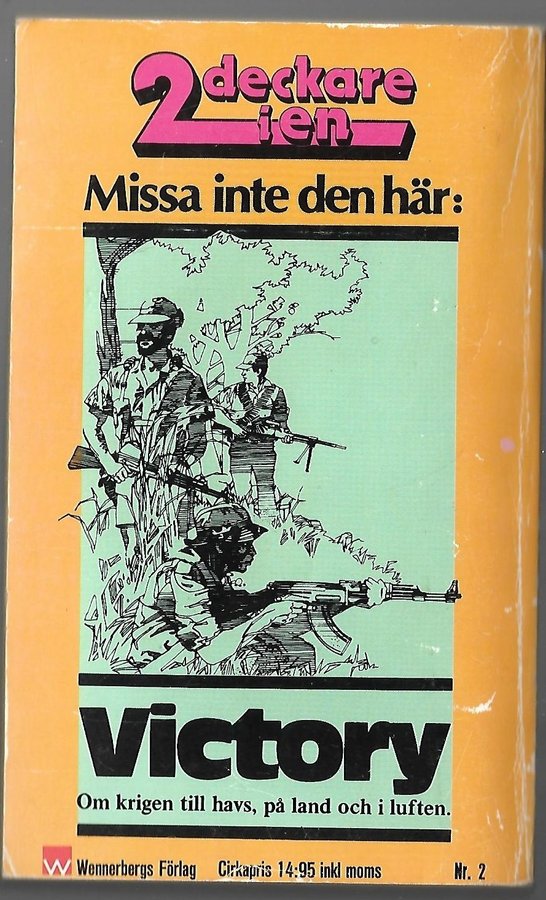 2 deckare
i en
Missa inte den här:
Victory
Om krigen till havs, på land och i luften.
W Wennerbergs Förlag Cirkapris 14:95 inkl moms Nr. 2